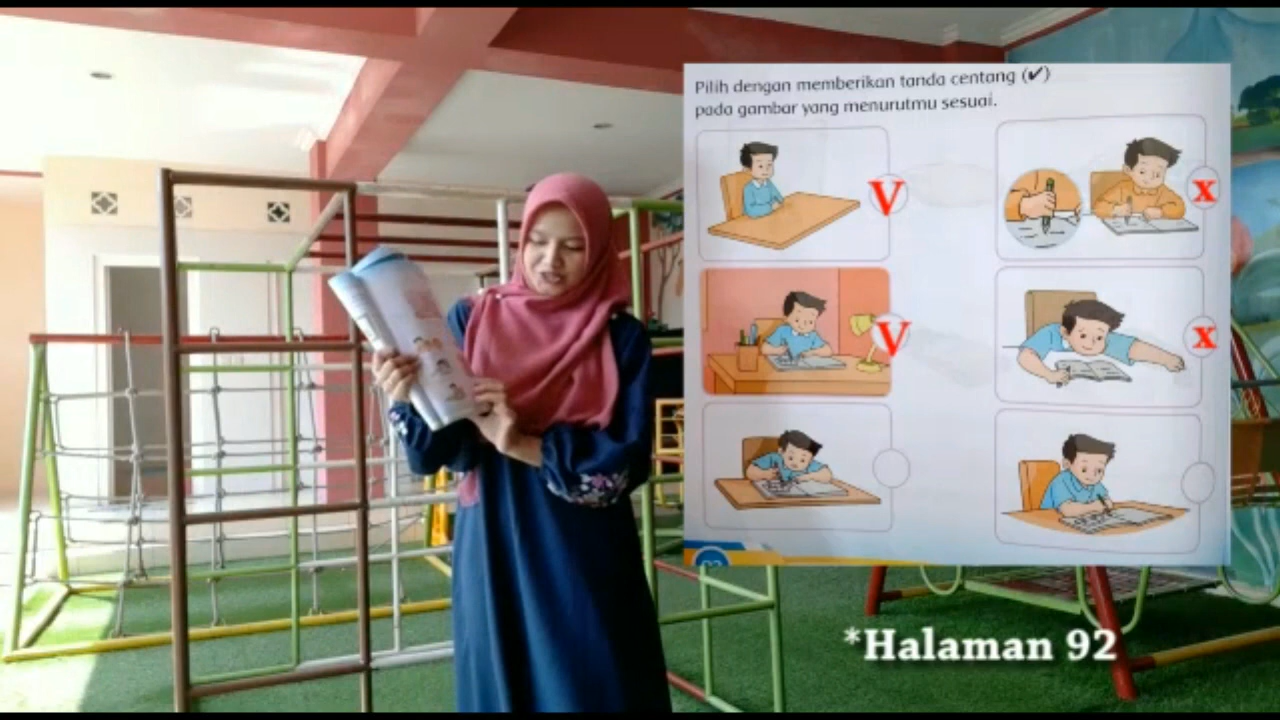 Pilih dengan memberikan tanda centang (✔)
pada gambar yang menurutmu sesuai.
V
x
V
x
*Halaman 92